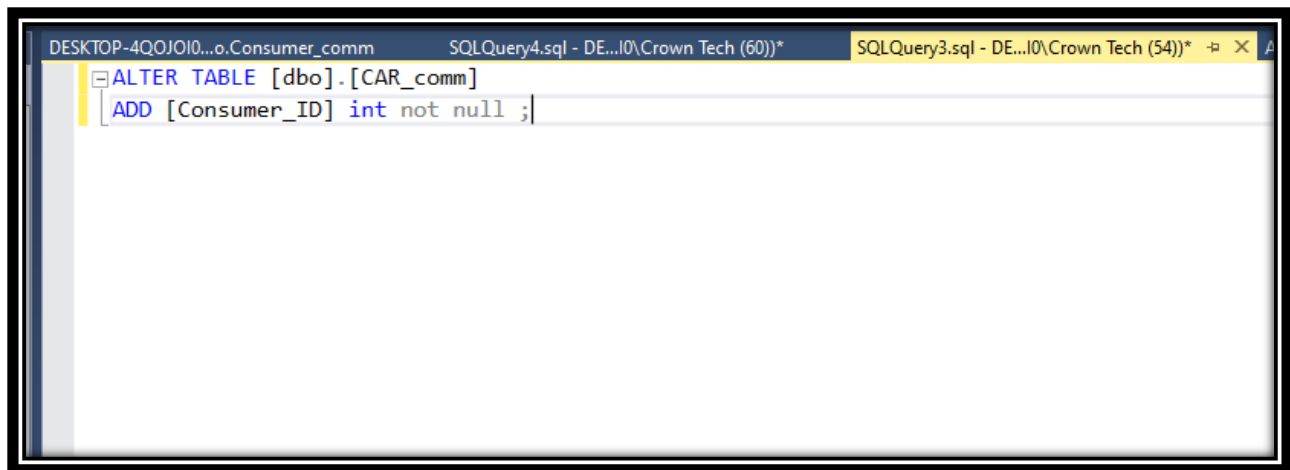 DESKTOP-4QOJOI0...o.Consumer_comm SQLQuery4.sql - DE...I0\Crown Tech (60))* SQLQuery3.sql - DE...I0\Crown Tech (54))*
ALTER TABLE [dbo].[CAR_comm]
ADD [Consumer_ID] int not null ;